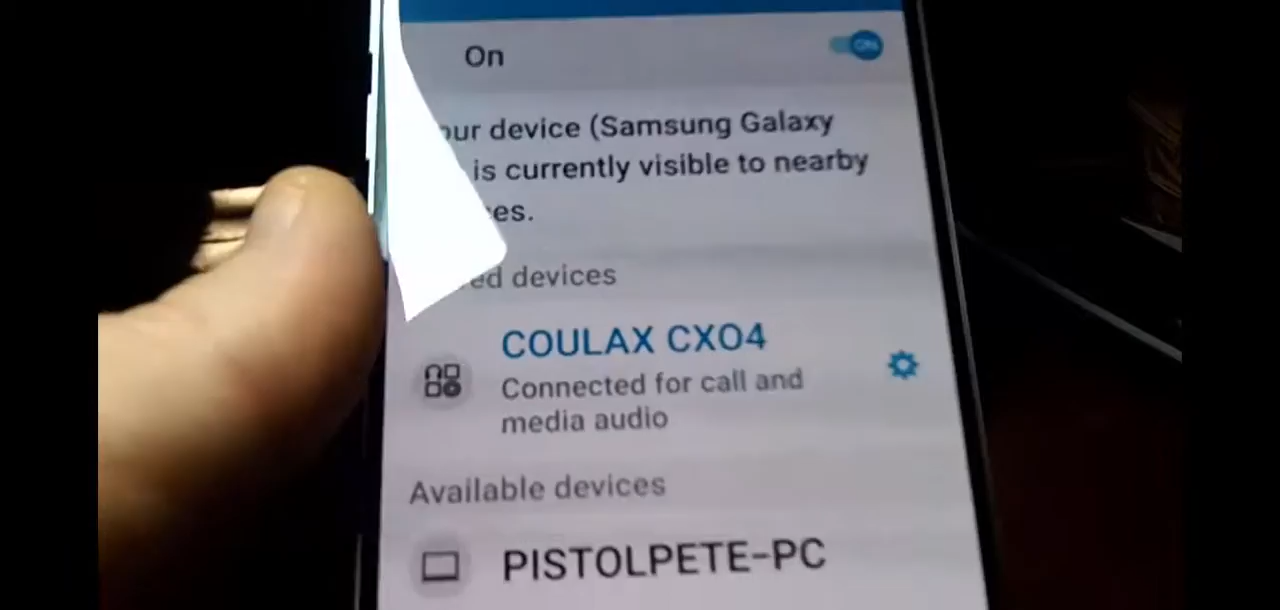 On
ON
our device (Samsung Galaxy
is currently visible to nearby
es.
ed devices
COULAX CX04
Connected for call and
media audio
Available devices
PISTOLPETE-PC